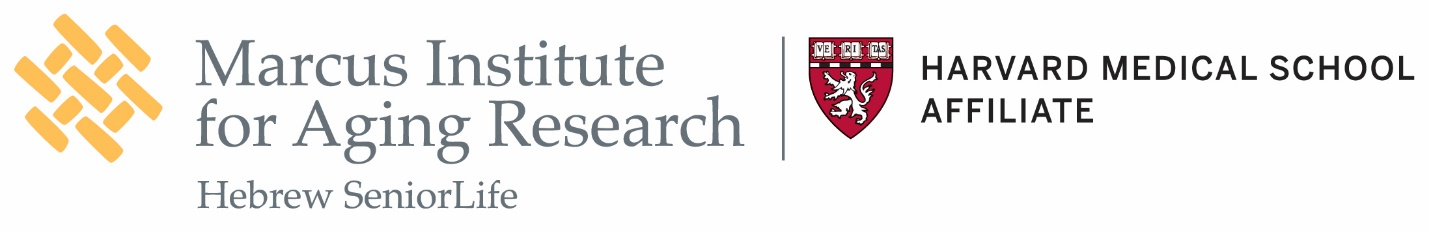 Marcus Institute
for Aging Research
Hebrew SeniorLife
VE RI TAS
HARVARD MEDICAL SCHOOL
AFFILIATE